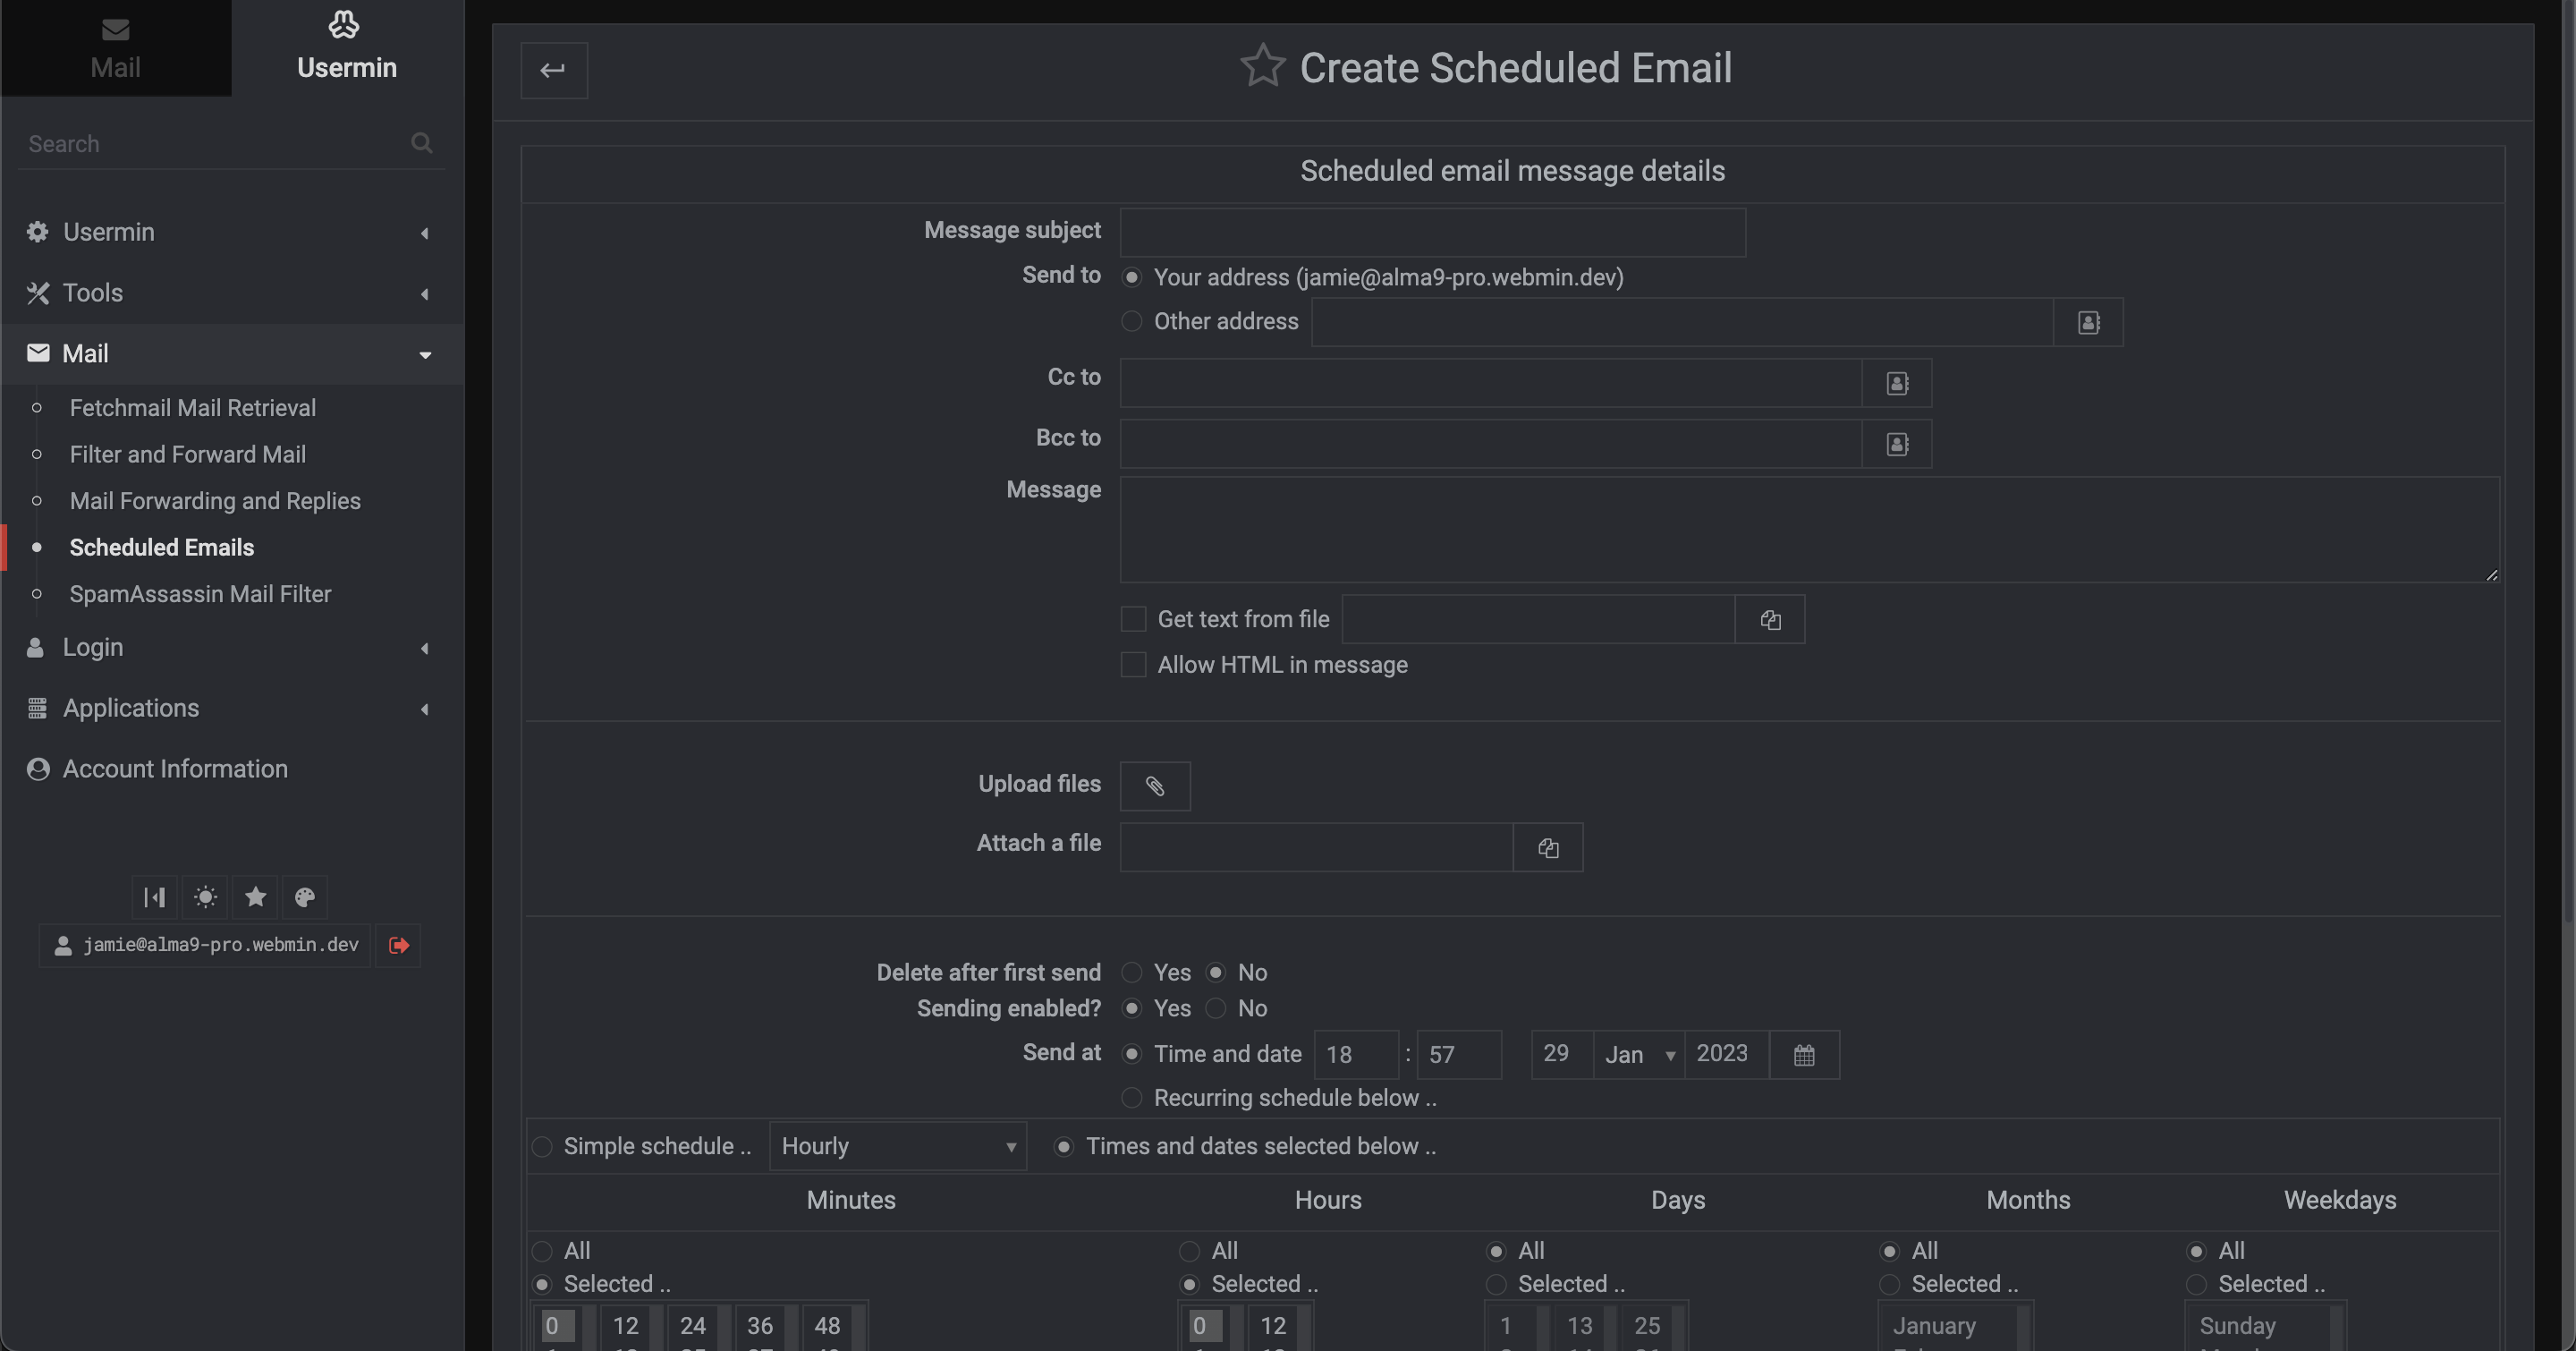 Mail
Usermin
Search
Usermin
Tools
Mail
Fetchmail Mail Retrieval
Filter and Forward Mail
Mail Forwarding and Replies
Scheduled Emails
SpamAssassin Mail Filter
Login
Applications
Account Information
jamie@alma9-pro.webmin.dev
Create Scheduled Email
Scheduled email message details
Message subject
Send to Your address (jamie@alma9-pro.webmin.dev)
Other address
Cc to
Bcc to
Message
Get text from file
Allow HTML in message
Upload files
Attach a file
Delete after first send Yes No
Sending enabled? Yes No
Send at Time and date 18 : 57 29 Jan 2023
Recurring schedule below ..
Simple schedule .. Hourly Times and dates selected below ..
Minutes Hours Days Months Weekdays
All All All All All
Selected .. Selected .. Selected .. Selected .. Selected ..
0 12 24 36 48 0 12 1 13 25 January Sunday